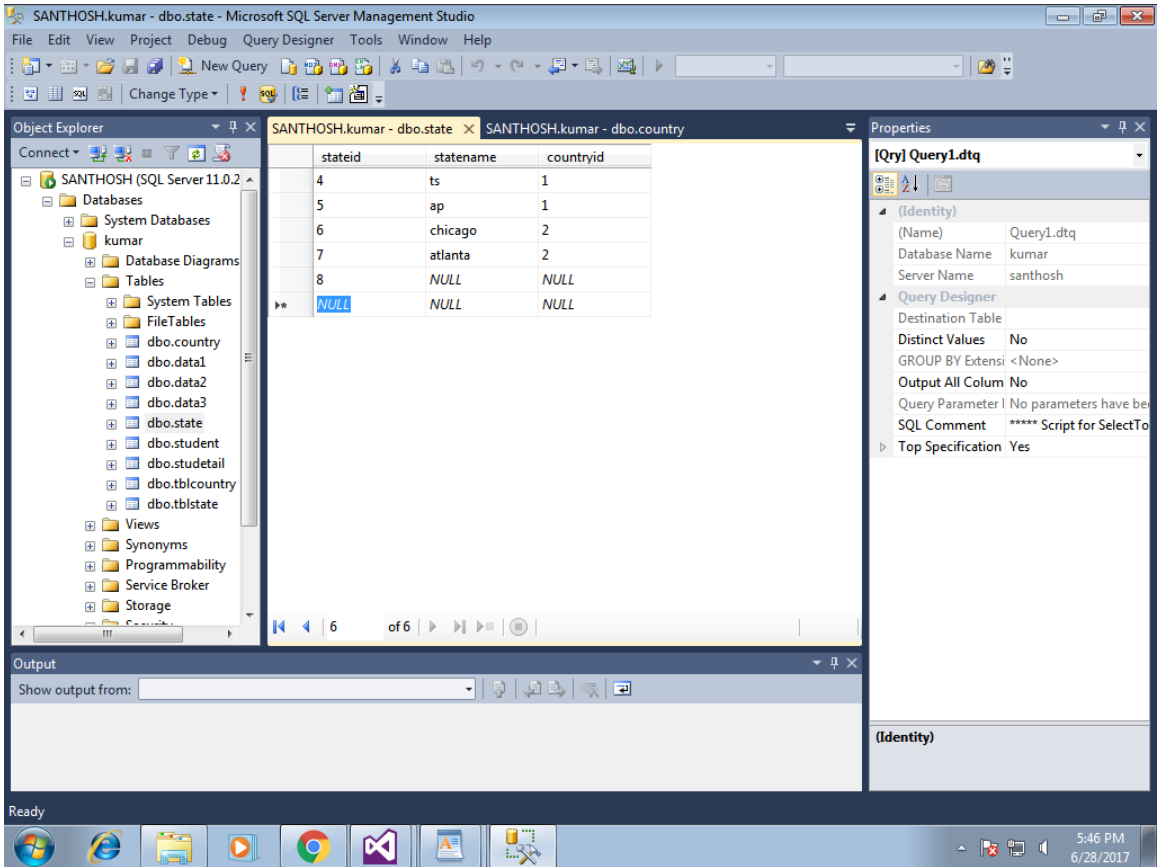 SANTHOSH.kumar - dbo.state - Microsoft SQL Server Management Studio
File Edit View Project Debug Query Designer Tools Window Help
New Query
Change Type
Object Explorer
Connect
SANTHOSH (SQL Server 11.0.2
Databases
System Databases
kumar
Database Diagrams
Tables
System Tables
FileTables
dbo.country
dbo.data1
dbo.data2
dbo.data3
dbo.state
dbo.student
dbo.studetail
dbo.tblcountry
dbo.tblstate
Views
Synonyms
Programmability
Service Broker
Storage
Security
SANTHOSH.kumar - dbo.state SANTHOSH.kumar - dbo.country
stateid statename countryid
4 ts 1
5 ap 1
6 chicago 2
7 atlanta 2
8 NULL NULL
NULL NULL NULL
6 of 6
Properties
[Qry] Query1.dtq
(Identity)
(Name) Query1.dtq
Database Name kumar
Server Name santhosh
Query Designer
Destination Table
Distinct Values No
GROUP BY Extensi <None>
Output All Colum No
Query Parameter l No parameters have bee
SQL Comment ***** Script for SelectTo
Top Specification Yes
(Identity)
Output
Show output from:
Ready
5:46 PM
6/28/2017